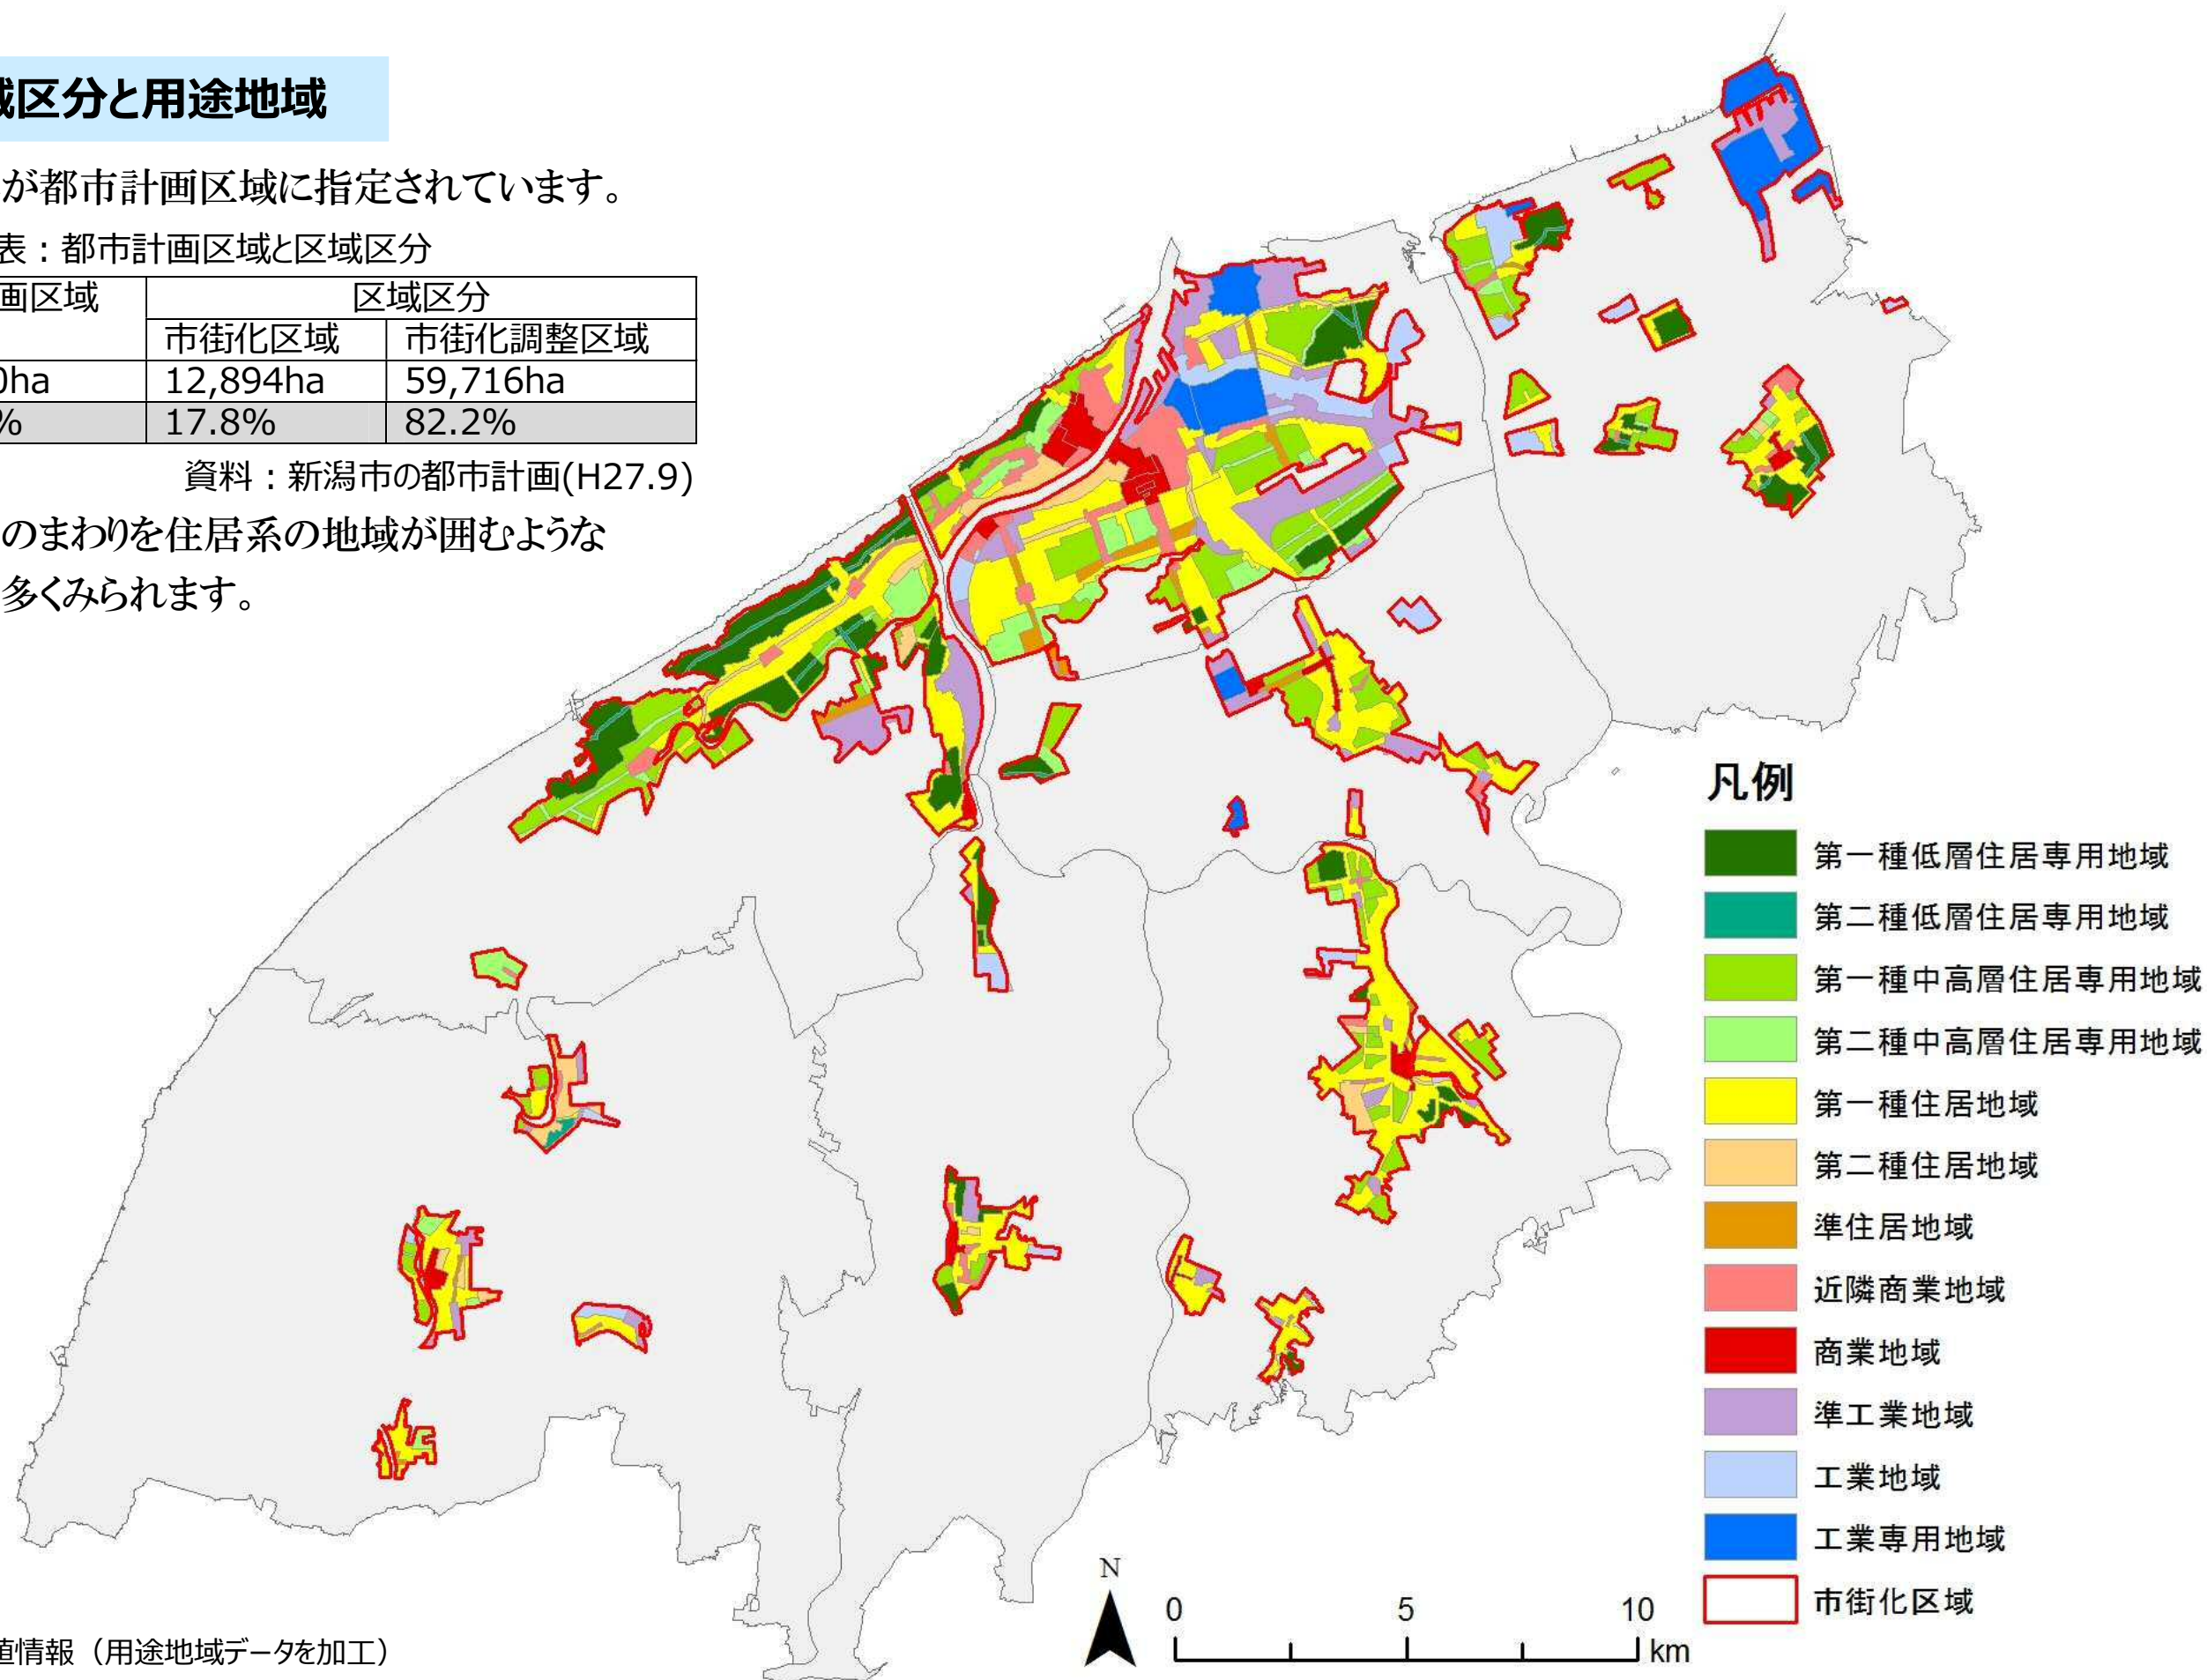 域区分と用途地域
が都市計画区域に指定されています。
表：都市計画区域と区域区分
画区域 区域区分
市街化区域 市街化調整区域
0ha 12,894ha 59,716ha
% 17.8% 82.2%
資料：新潟市の都市計画(H27.9)
のまわりを住居系の地域が囲むような
多くみられます。
凡例
第一種低層住居専用地域
第二種低層住居専用地域
第一種中高層住居専用地域
第二種中高層住居専用地域
第一種住居地域
第二種住居地域
準住居地域
近隣商業地域
商業地域
準工業地域
工業地域
工業専用地域
市街化区域
N
0 5 10
km
値情報（用途地域データを加工）